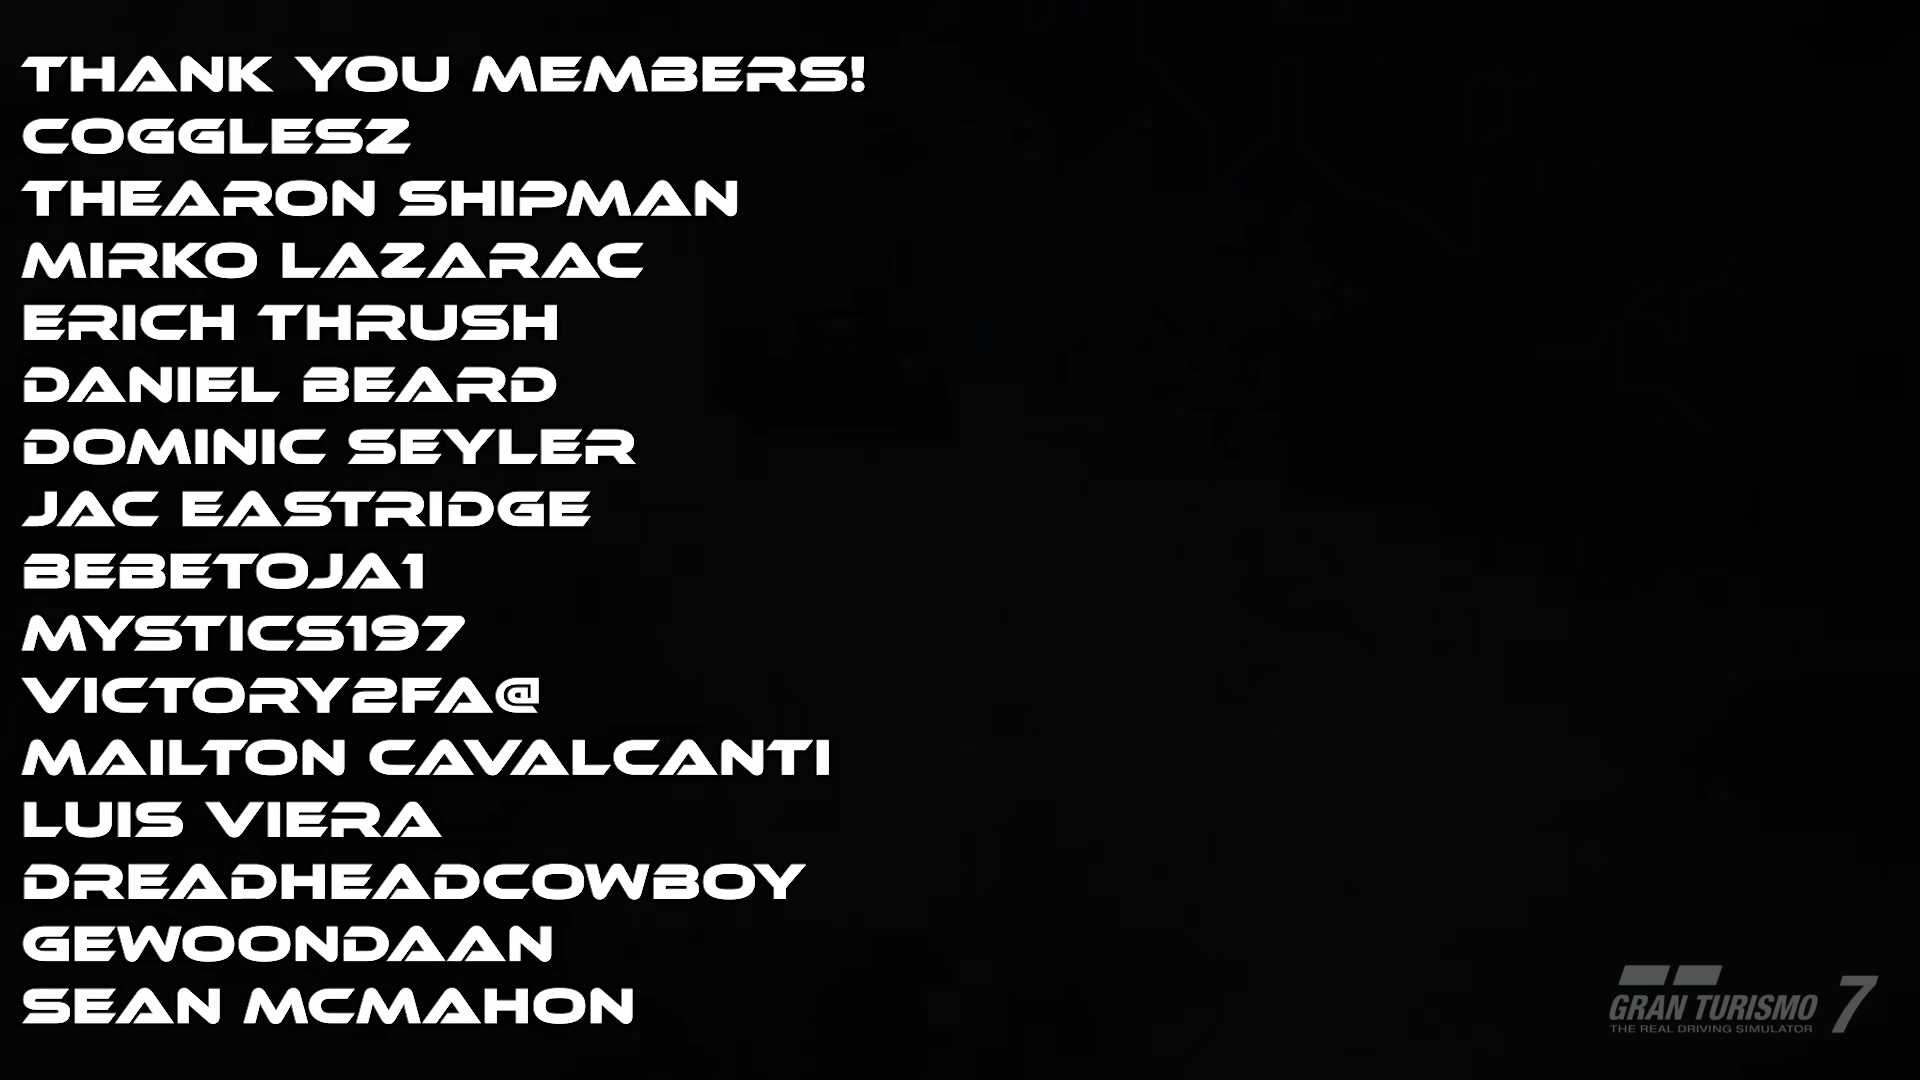 THANK YOU MEMBERS!
COGGLESZ
THEARON SHIPMAN
MIRKO LAZARAC
ERICH THRUSH
DANIEL BEARD
DOMINIC SEYLER
JAC EASTRIDGE
BEBETOJA1
MYSTICS197
VICTORY2FA@
MAILTON CAVALCANTI
LUIS VIERA
DREADHEADCOWBOY
GEWOONDAAN
SEAN MCMAHON
GRAN TURISMO 7
THE REAL DRIVING SIMULATOR